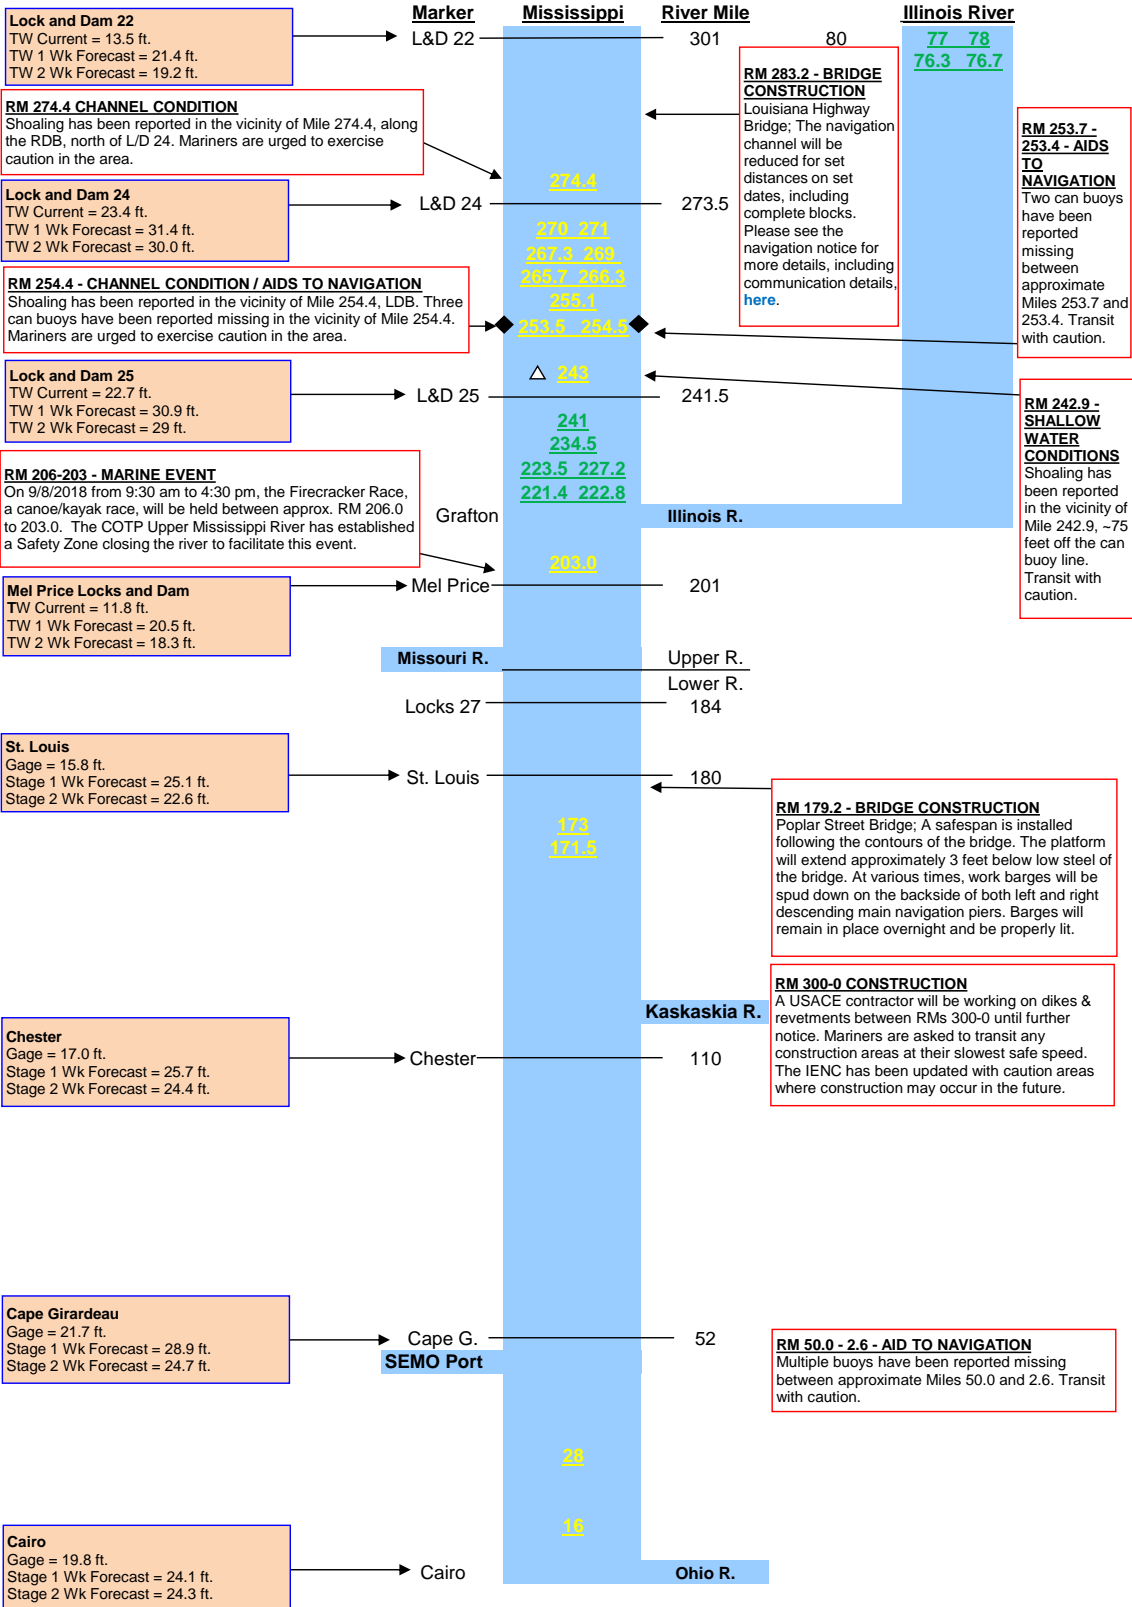 Marker
Mississippi
River Mile
Illinois River
Lock and Dam 22
TW Current = 13.5 ft.
TW 1 Wk Forecast = 21.4 ft.
TW 2 Wk Forecast = 19.2 ft.
L&D 22
301
80
77 78
76.3 76.7
RM 283.2 - BRIDGE
CONSTRUCTION
Louisiana Highway
Bridge; The navigation
channel will be
reduced for set
distances on set
dates, including
complete blocks.
Please see the
navigation notice for
more details, including
communication details,
here.
RM 274.4 CHANNEL CONDITION
Shoaling has been reported in the vicinity of Mile 274.4, along
the RDB, north of L/D 24. Mariners are urged to exercise
caution in the area.
RM 253.7 -
253.4 - AIDS
TO
NAVIGATION
Two can buoys
have been
reported
missing
between
approximate
Miles 253.7 and
253.4. Transit
with caution.
274.4
Lock and Dam 24
TW Current = 23.4 ft.
TW 1 Wk Forecast = 31.4 ft.
TW 2 Wk Forecast = 30.0 ft.
L&D 24
273.5
270 271
267.3 269
265.7 266.3
255.1
253.5 254.5
RM 254.4 - CHANNEL CONDITION / AIDS TO NAVIGATION
Shoaling has been reported in the vicinity of Mile 254.4, LDB. Three
can buoys have been reported missing in the vicinity of Mile 254.4.
Mariners are urged to exercise caution in the area.
243
Lock and Dam 25
TW Current = 22.7 ft.
TW 1 Wk Forecast = 30.9 ft.
TW 2 Wk Forecast = 29 ft.
L&D 25
241.5
RM 242.9 -
SHALLOW
WATER
CONDITIONS
Shoaling has
been reported
in the vicinity of
Mile 242.9, ~75
feet off the can
buoy line.
Transit with
caution.
241
234.5
223.5 227.2
221.4 222.8
RM 206-203 - MARINE EVENT
On 9/8/2018 from 9:30 am to 4:30 pm, the Firecracker Race,
a canoe/kayak race, will be held between approx. RM 206.0
to 203.0. The COTP Upper Mississippi River has established
a Safety Zone closing the river to facilitate this event.
Grafton
Illinois R.
203.0
Mel Price Locks and Dam
TW Current = 11.8 ft.
TW 1 Wk Forecast = 20.5 ft.
TW 2 Wk Forecast = 18.3 ft.
Mel Price
201
Missouri R.
Upper R.
Lower R.
Locks 27
184
St. Louis
Gage = 15.8 ft.
Stage 1 Wk Forecast = 25.1 ft.
Stage 2 Wk Forecast = 22.6 ft.
St. Louis
180
173
171.5
RM 179.2 - BRIDGE CONSTRUCTION
Poplar Street Bridge; A safespan is installed
following the contours of the bridge. The platform
will extend approximately 3 feet below low steel of
the bridge. At various times, work barges will be
spud down on the backside of both left and right
descending main navigation piers. Barges will
remain in place overnight and be properly lit.
RM 300-0 CONSTRUCTION
A USACE contractor will be working on dikes &
revetments between RMs 300-0 until further
notice. Mariners are asked to transit any
construction areas at their slowest safe speed.
The IENC has been updated with caution areas
where construction may occur in the future.
Kaskaskia R.
Chester
Gage = 17.0 ft.
Stage 1 Wk Forecast = 25.7 ft.
Stage 2 Wk Forecast = 24.4 ft.
Chester
110
Cape Girardeau
Gage = 21.7 ft.
Stage 1 Wk Forecast = 28.9 ft.
Stage 2 Wk Forecast = 24.7 ft.
Cape G.
52
SEMO Port
RM 50.0 - 2.6 - AID TO NAVIGATION
Multiple buoys have been reported missing
between approximate Miles 50.0 and 2.6. Transit
with caution.
28
16
Cairo
Gage = 19.8 ft.
Stage 1 Wk Forecast = 24.1 ft.
Stage 2 Wk Forecast = 24.3 ft.
Cairo
Ohio R.